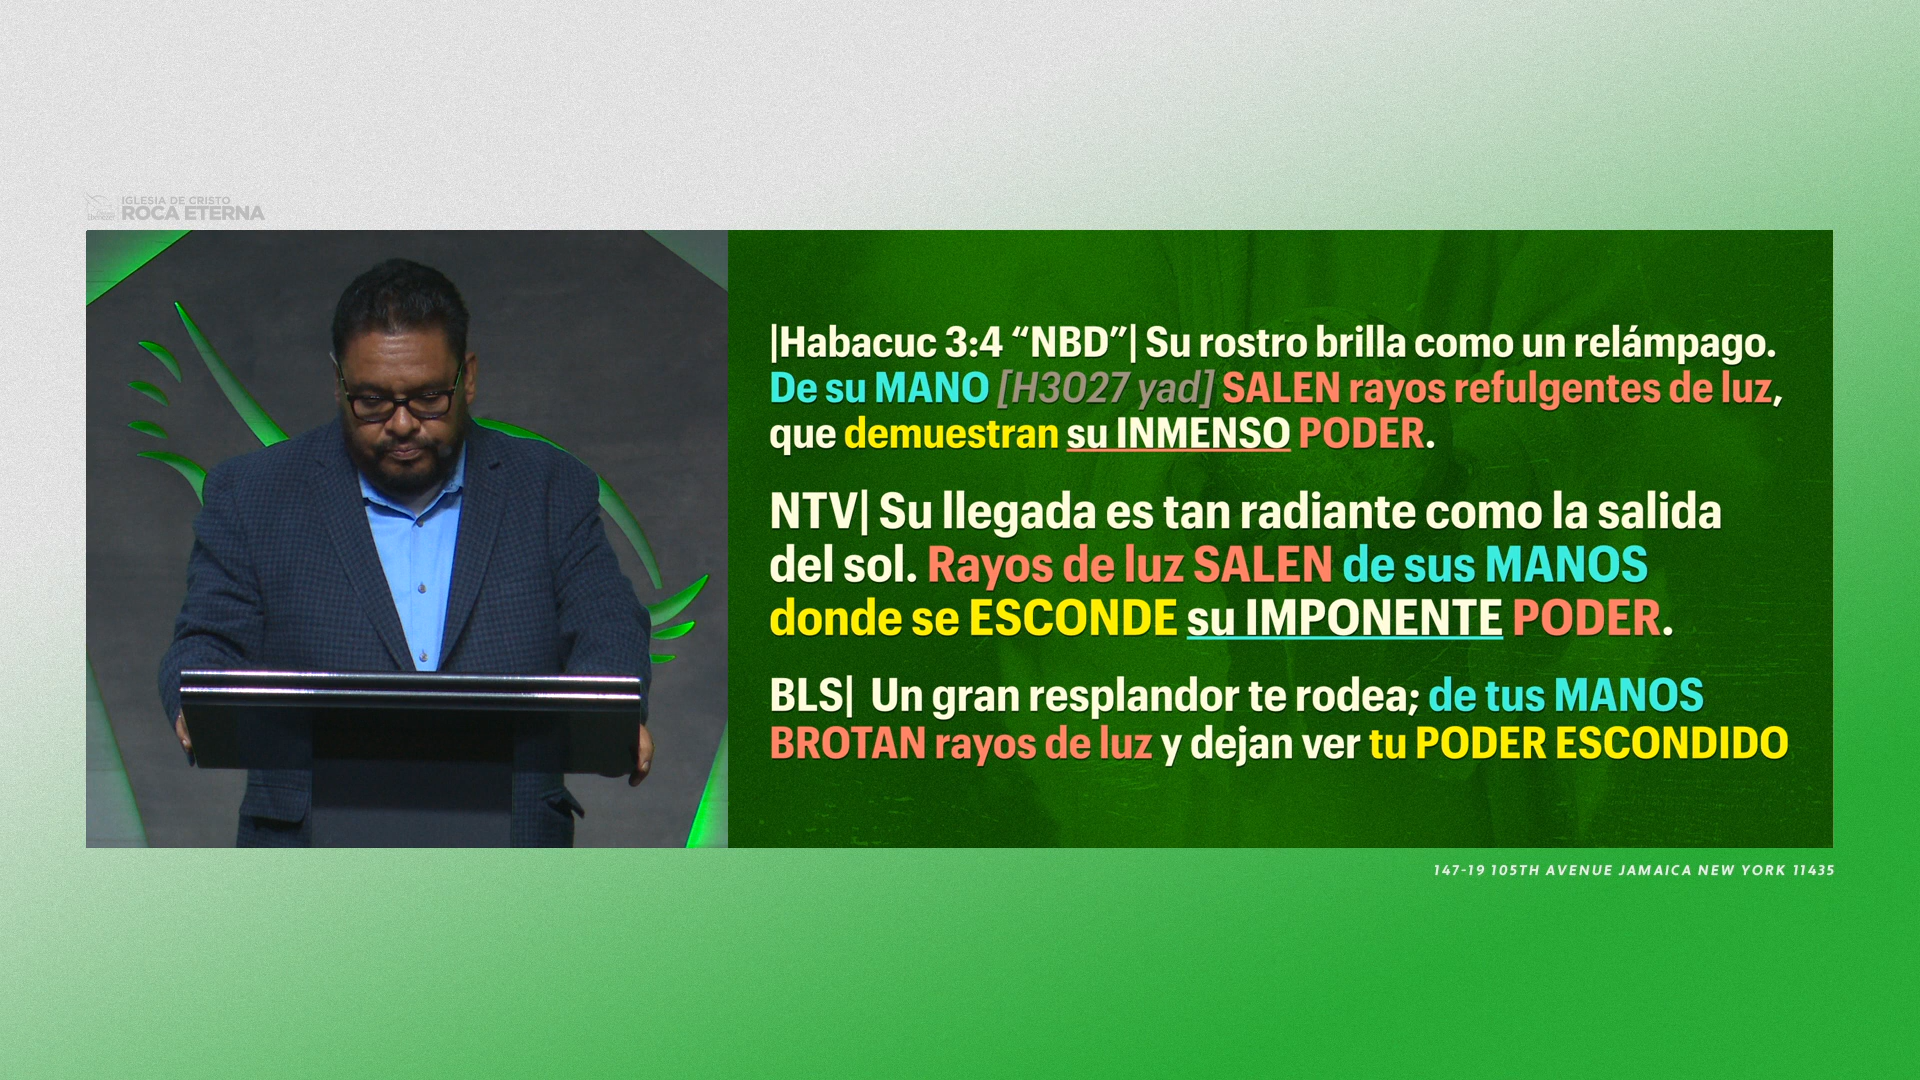 IGLESIA DE CRISTO
ROCA ETERNA
|Habacuc 3:4 “NBD”| Su rostro brilla como un relámpago.
De su MANO [H3027 yad] SALEN rayos refulgentes de luz,
que demuestran su INMENSO PODER.
NTV| Su llegada es tan radiante como la salida
del sol. Rayos de luz SALEN de sus MANOS
donde se ESCONDE su IMPONENTE PODER.
BLS| Un gran resplandor te rodea; de tus MANOS
BROTAN rayos de luz y dejan ver tu PODER ESCONDIDO
147-19 105TH AVENUE JAMAICA NEW YORK 11435